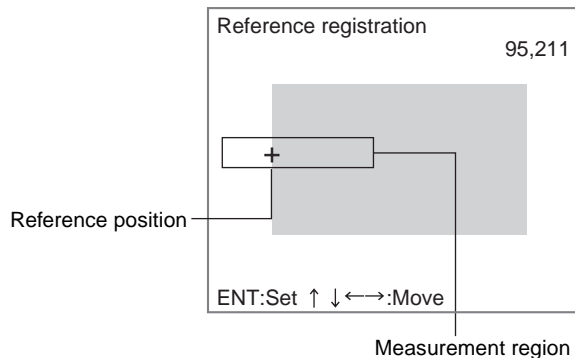 Reference registration
95,211
Reference position
ENT:Set ↑ ↓←→:Move
Measurement region